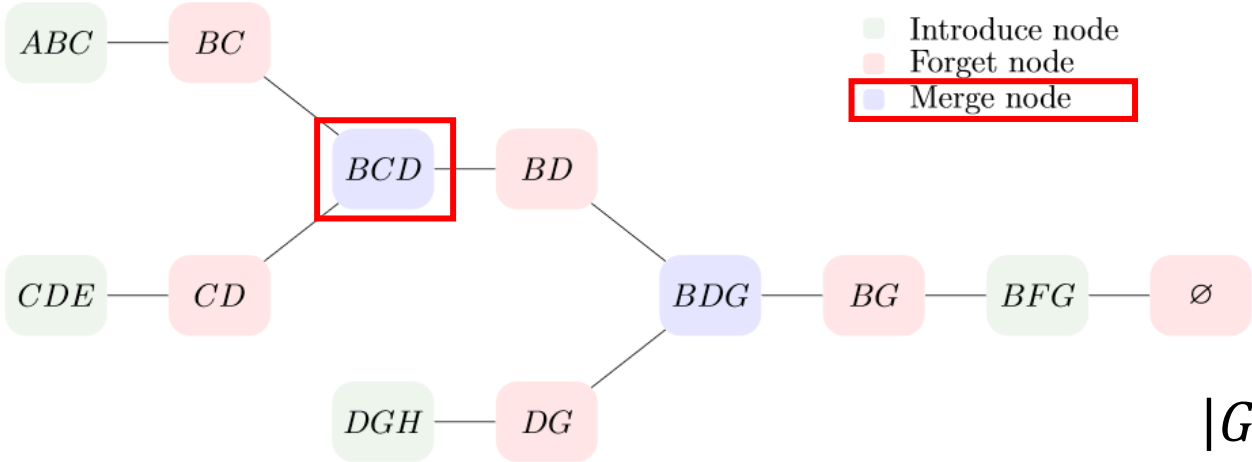 ABC BC
Introduce node
Forget node
Merge node
BCD BD
CDE CD BDG BG BFG ∅
DGH DG
|G